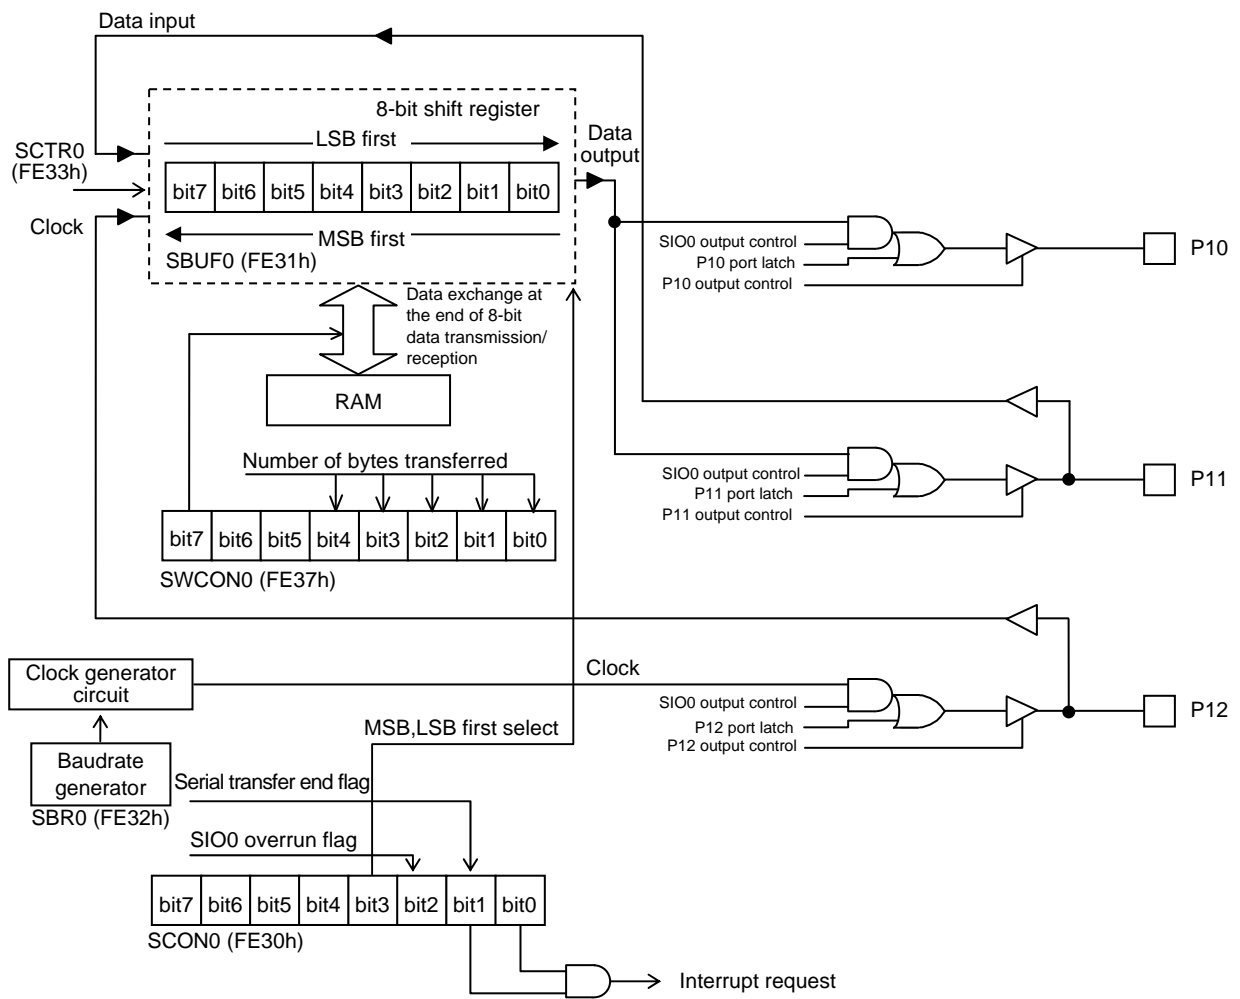 Data input
8-bit shift register
LSB first
Data
output
SCTR0
(FE33h)
bit7 bit6 bit5 bit4 bit3 bit2 bit1 bit0
Clock
MSB first
SBUF0 (FE31h)
SIO0 output control
P10 port latch
P10 output control
P10
Data exchange at
the end of 8-bit
data transmission/
reception
RAM
Number of bytes transferred
SIO0 output control
P11 port latch
P11 output control
P11
bit7 bit6 bit5 bit4 bit3 bit2 bit1 bit0
SWCON0 (FE37h)
Clock generator
circuit
Clock
SIO0 output control
P12 port latch
P12 output control
P12
MSB,LSB first select
Baudrate
generator
SBR0 (FE32h)
Serial transfer end flag
SIO0 overrun flag
bit7 bit6 bit5 bit4 bit3 bit2 bit1 bit0
SCON0 (FE30h)
Interrupt request